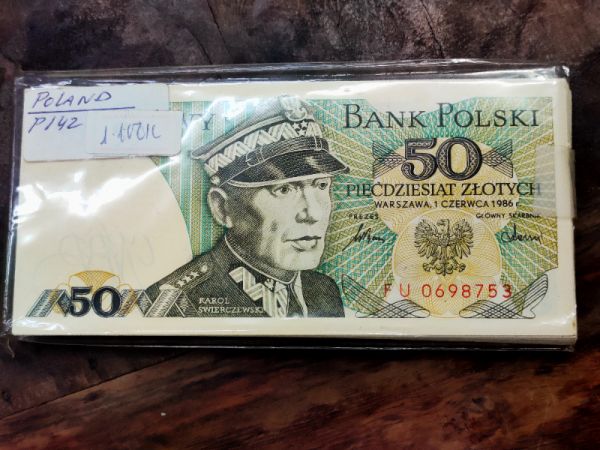 POLAND
P142
WY
BANK POLSKI
50
PIĘĆDZIESIĄT ZŁOTYCH
WARSZAWA, 1 CZERWCA 1986 r.
PREZES
GŁÓWNY SKARBNIK
FU 0698753
50
KAROL
ŚWIERCZEWSKI